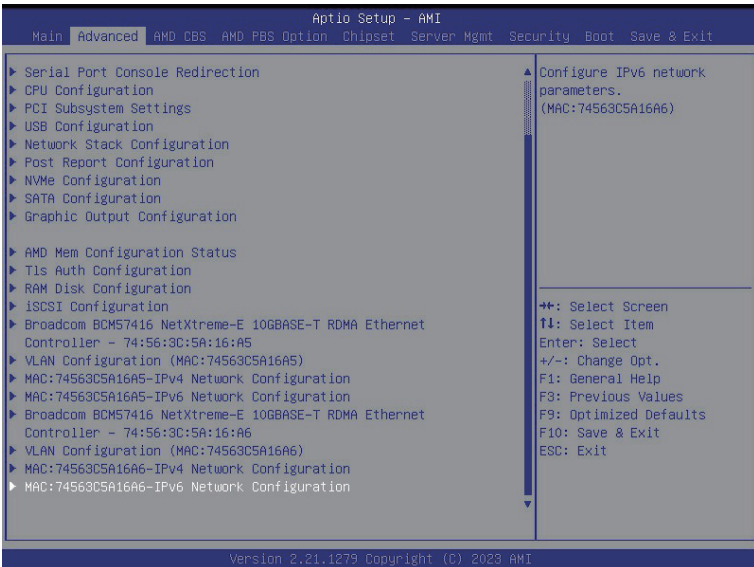 Aptio Setup – AMI
Main Advanced AMD CBS AMD PBS Option Chipset Server Mgmt Security Boot Save & Exit
Serial Port Console Redirection
CPU Configuration
PCI Subsystem Settings
USB Configuration
Network Stack Configuration
Post Report Configuration
NVMe Configuration
SATA Configuration
Graphic Output Configuration
AMD Mem Configuration Status
Tls Auth Configuration
RAM Disk Configuration
iSCSI Configuration
Broadcom BCM57416 NetXtreme-E 10GBASE-T RDMA Ethernet
Controller – 74:56:3C:5A:16:A5
VLAN Configuration (MAC:74563C5A16A5)
MAC:74563C5A16A5-IPv4 Network Configuration
MAC:74563C5A16A5-IPv6 Network Configuration
Broadcom BCM57416 NetXtreme-E 10GBASE-T RDMA Ethernet
Controller – 74:56:3C:5A:16:A6
VLAN Configuration (MAC:74563C5A16A6)
MAC:74563C5A16A6-IPv4 Network Configuration
MAC:74563C5A16A6-IPv6 Network Configuration
Configure IPv6 network
parameters.
(MAC:74563C5A16A6)
→←: Select Screen
↑↓: Select Item
Enter: Select
+/-: Change Opt.
F1: General Help
F3: Previous Values
F9: Optimized Defaults
F10: Save & Exit
ESC: Exit
Version 2.21.1279 Copyright (C) 2023 AMI